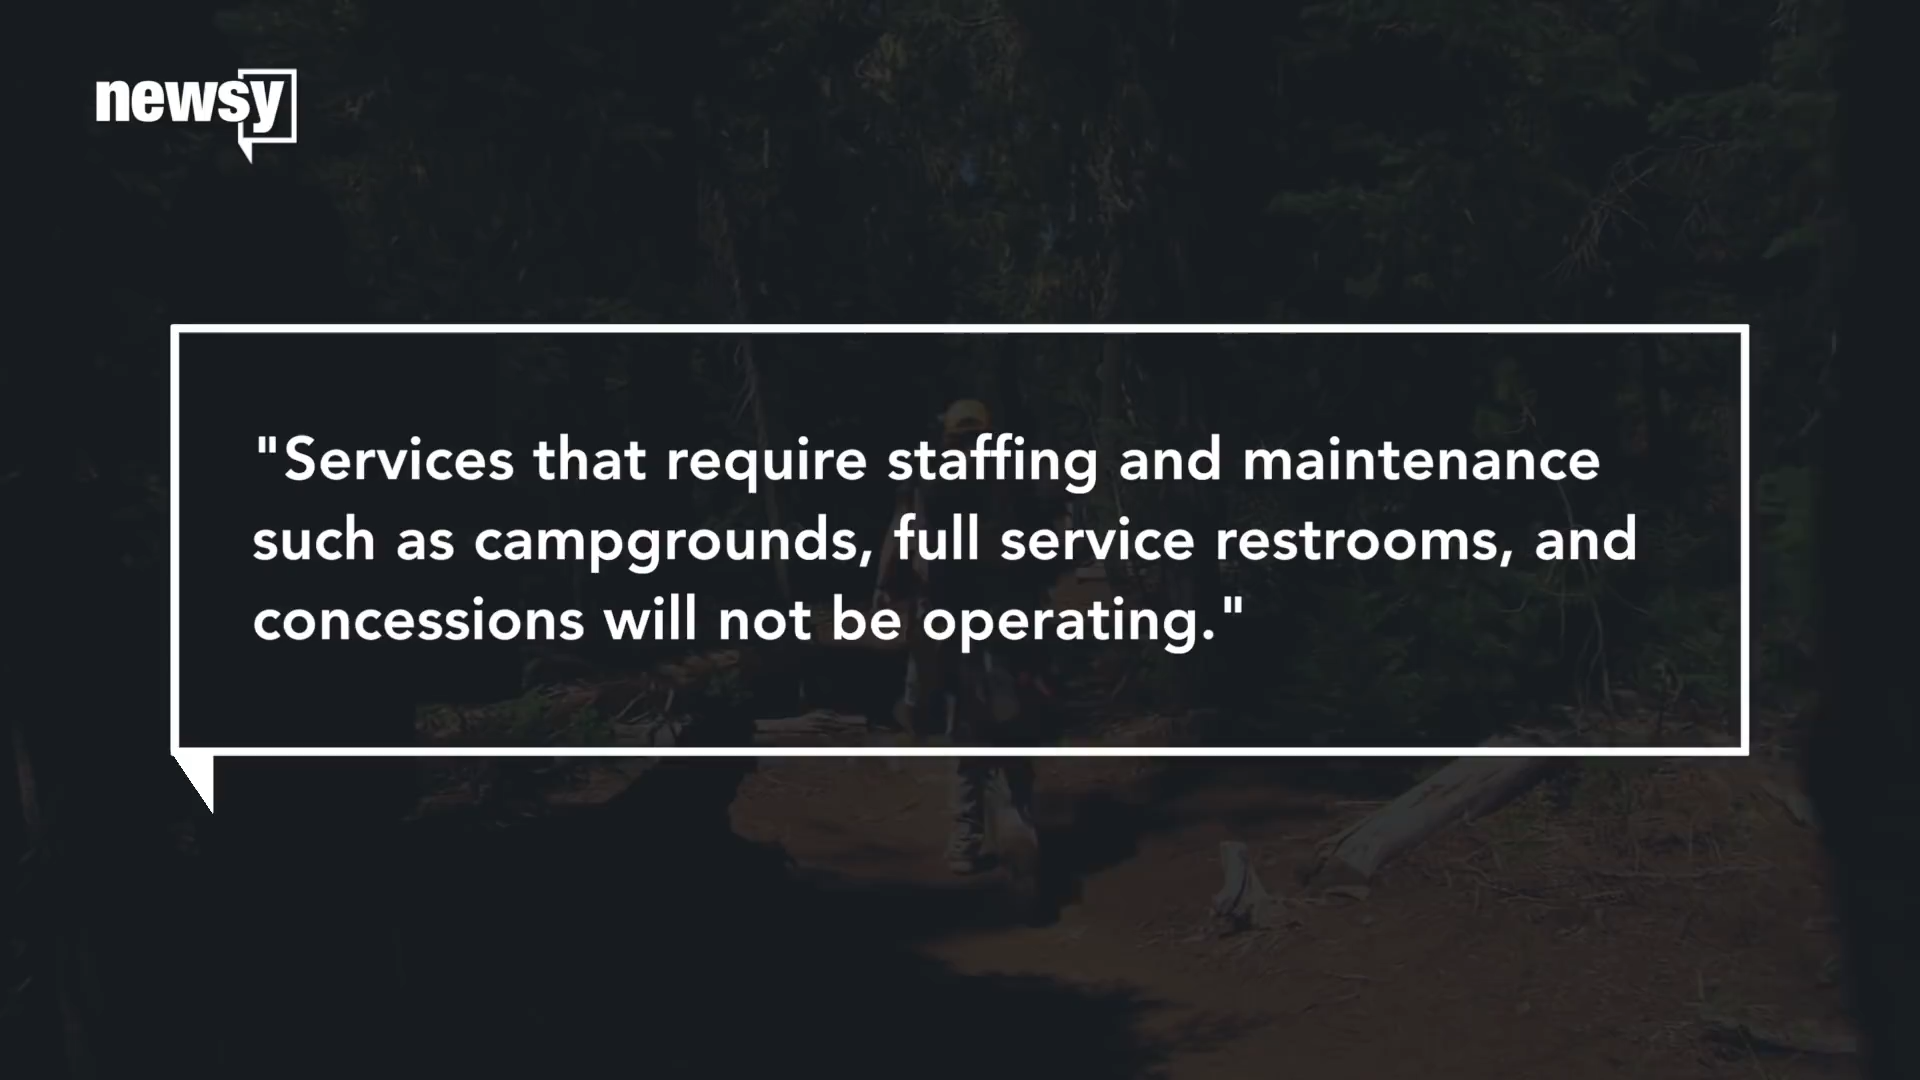 newsy
"Services that require staffing and maintenance
such as campgrounds, full service restrooms, and
concessions will not be operating."